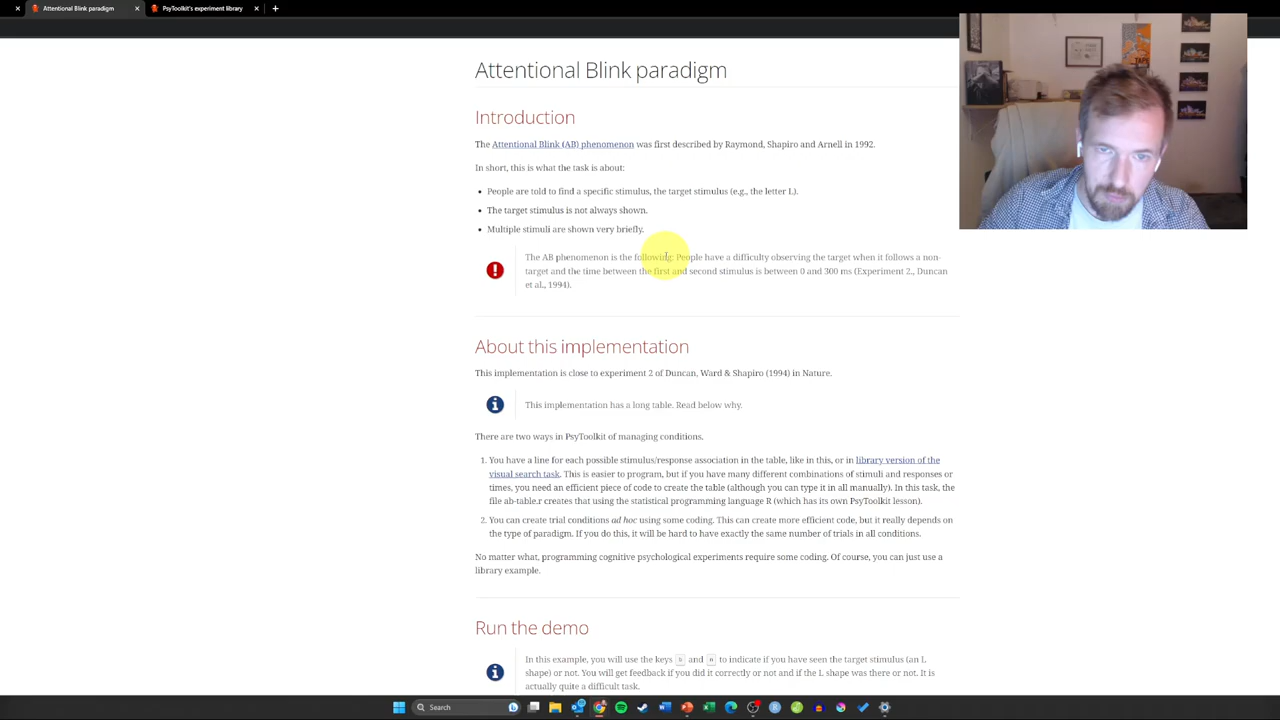 Attentional Blink paradigm
PsyToolkit's experiment library
Attentional Blink paradigm
Introduction
The Attentional Blink (AB) phenomenon was first described by Raymond, Shapiro and Arnell in 1992.
In short, this is what the task is about:
People are told to find a specific stimulus, the target stimulus (e.g., the letter L).
The target stimulus is not always shown.
Multiple stimuli are shown very briefly.
The AB phenomenon is the following: People have a difficulty observing the target when it follows a non-
target and the time between the first and second stimulus is between 0 and 300 ms (Experiment 2., Duncan
et al., 1994).
About this implementation
This implementation is close to experiment 2 of Duncan, Ward & Shapiro (1994) in Nature.
This implementation has a long table. Read below why.
There are two ways in PsyToolkit of managing conditions.
1. You have a line for each possible stimulus/response association in the table, like in this, or in library version of the
visual search task. This is easier to program, but if you have many different combinations of stimuli and responses or
times, you need an efficient piece of code to create the table (although you can type it in all manually). In this task, the
file ab-table.r creates that using the statistical programming language R (which has its own PsyToolkit lesson).
2. You can create trial conditions ad hoc using some coding. This can create more efficient code, but it really depends on
the type of paradigm. If you do this, it will be hard to have exactly the same number of trials in all conditions.
No matter what, programming cognitive psychological experiments require some coding. Of course, you can just use a
library example.
Run the demo
In this example, you will use the keys b and n to indicate if you have seen the target stimulus (an L
shape) or not. You will get feedback if you did it correctly or not and if the L shape was there or not. It is
actually quite a difficult task.
Search
TAPE